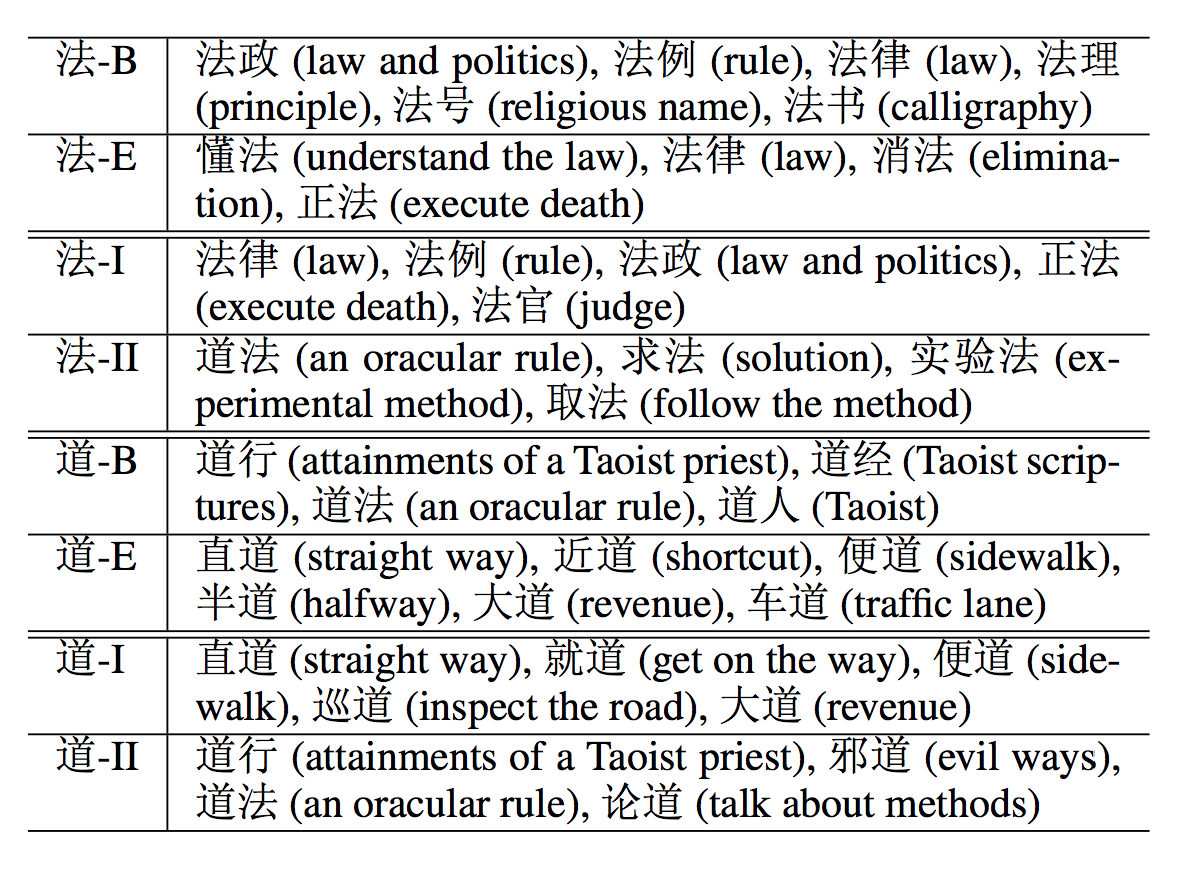 法-B 法政 (law and politics), 法例 (rule), 法律 (law), 法理
(principle), 法号 (religious name), 法书 (calligraphy)
法-E 懂法 (understand the law), 法律 (law), 消法 (elimina-
tion), 正法 (execute death)
法-I 法律 (law), 法例 (rule), 法政 (law and politics), 正法
(execute death), 法官 (judge)
法-II 道法 (an oracular rule), 求法 (solution), 实验法 (ex-
perimental method), 取法 (follow the method)
道-B 道行 (attainments of a Taoist priest), 道经 (Taoist scrip-
tures), 道法 (an oracular rule), 道人 (Taoist)
道-E 直道 (straight way), 近道 (shortcut), 便道 (sidewalk),
半道 (halfway), 大道 (revenue), 车道 (traffic lane)
道-I 直道 (straight way), 就道 (get on the way), 便道 (side-
walk), 巡道 (inspect the road), 大道 (revenue)
道-II 道行 (attainments of a Taoist priest), 邪道 (evil ways),
道法 (an oracular rule), 论道 (talk about methods)